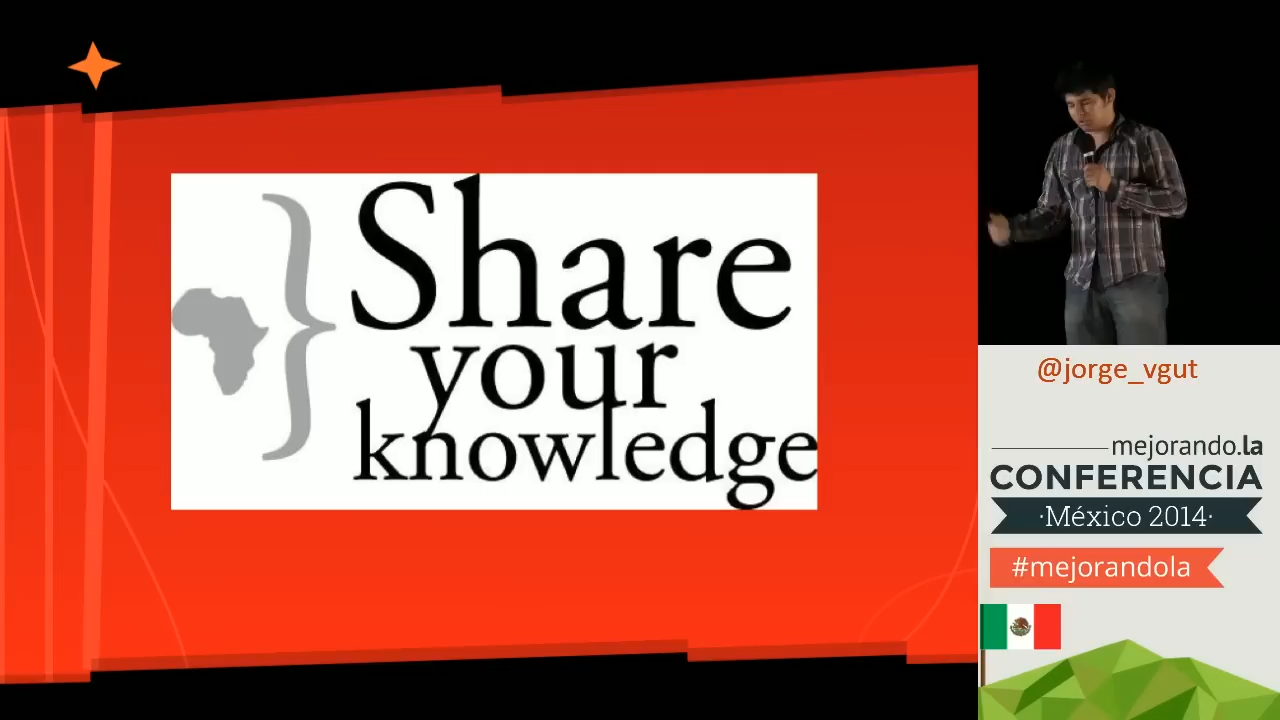 Share
your
knowledge
@jorge_vgut
mejorando.la
CONFERENCIA
·México 2014·
#mejorandola